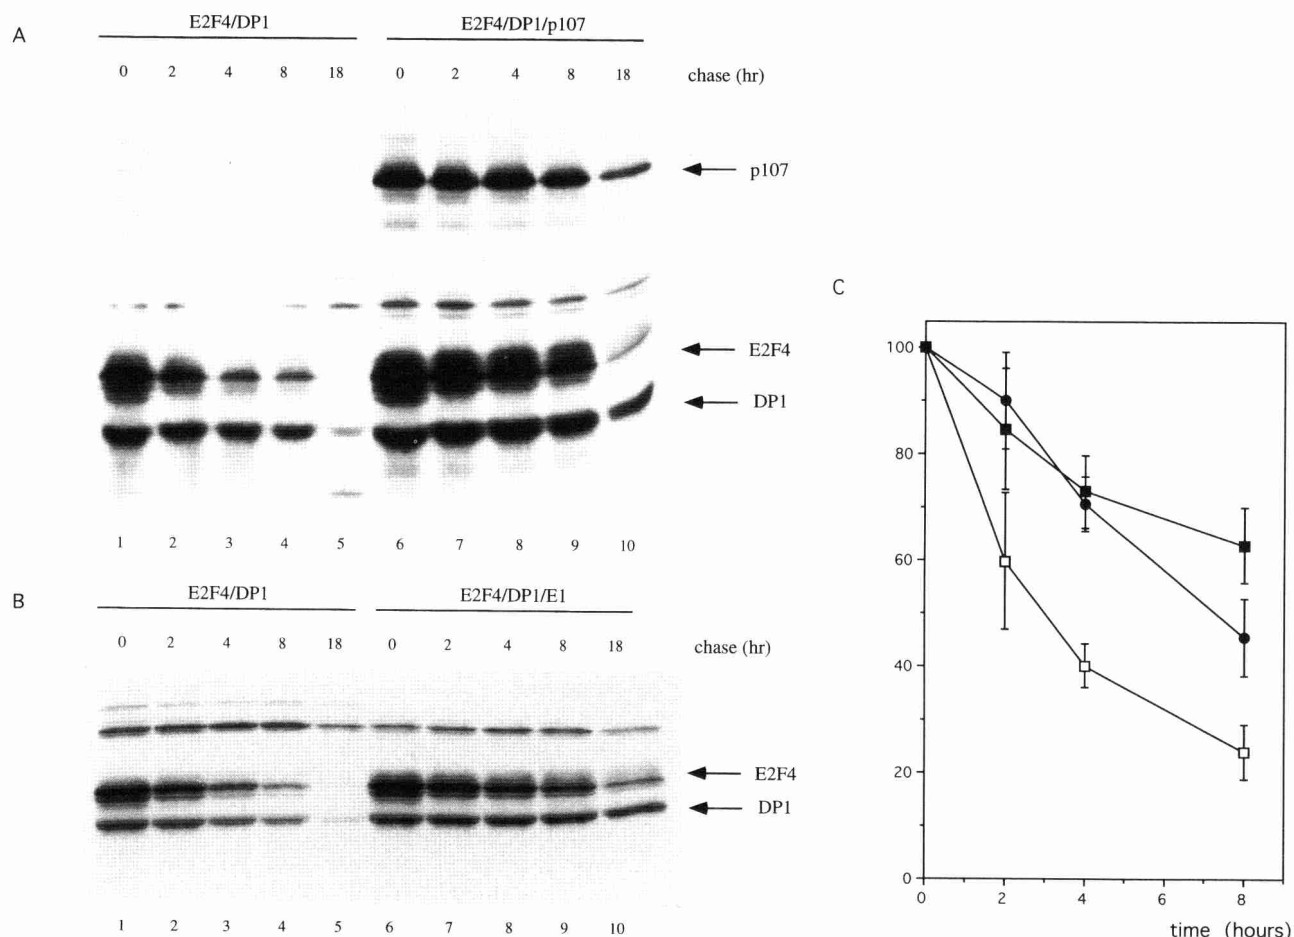 A
E2F4/DP1
E2F4/DP1/p107
0 2 4 8 18 0 2 4 8 18 chase (hr)
p107
E2F4
DP1
1 2 3 4 5 6 7 8 9 10
B
E2F4/DP1
E2F4/DP1/E1
0 2 4 8 18 0 2 4 8 18 chase (hr)
E2F4
DP1
1 2 3 4 5 6 7 8 9 10
C
100
80
60
40
20
0
0 2 4 6 8
time (hours)